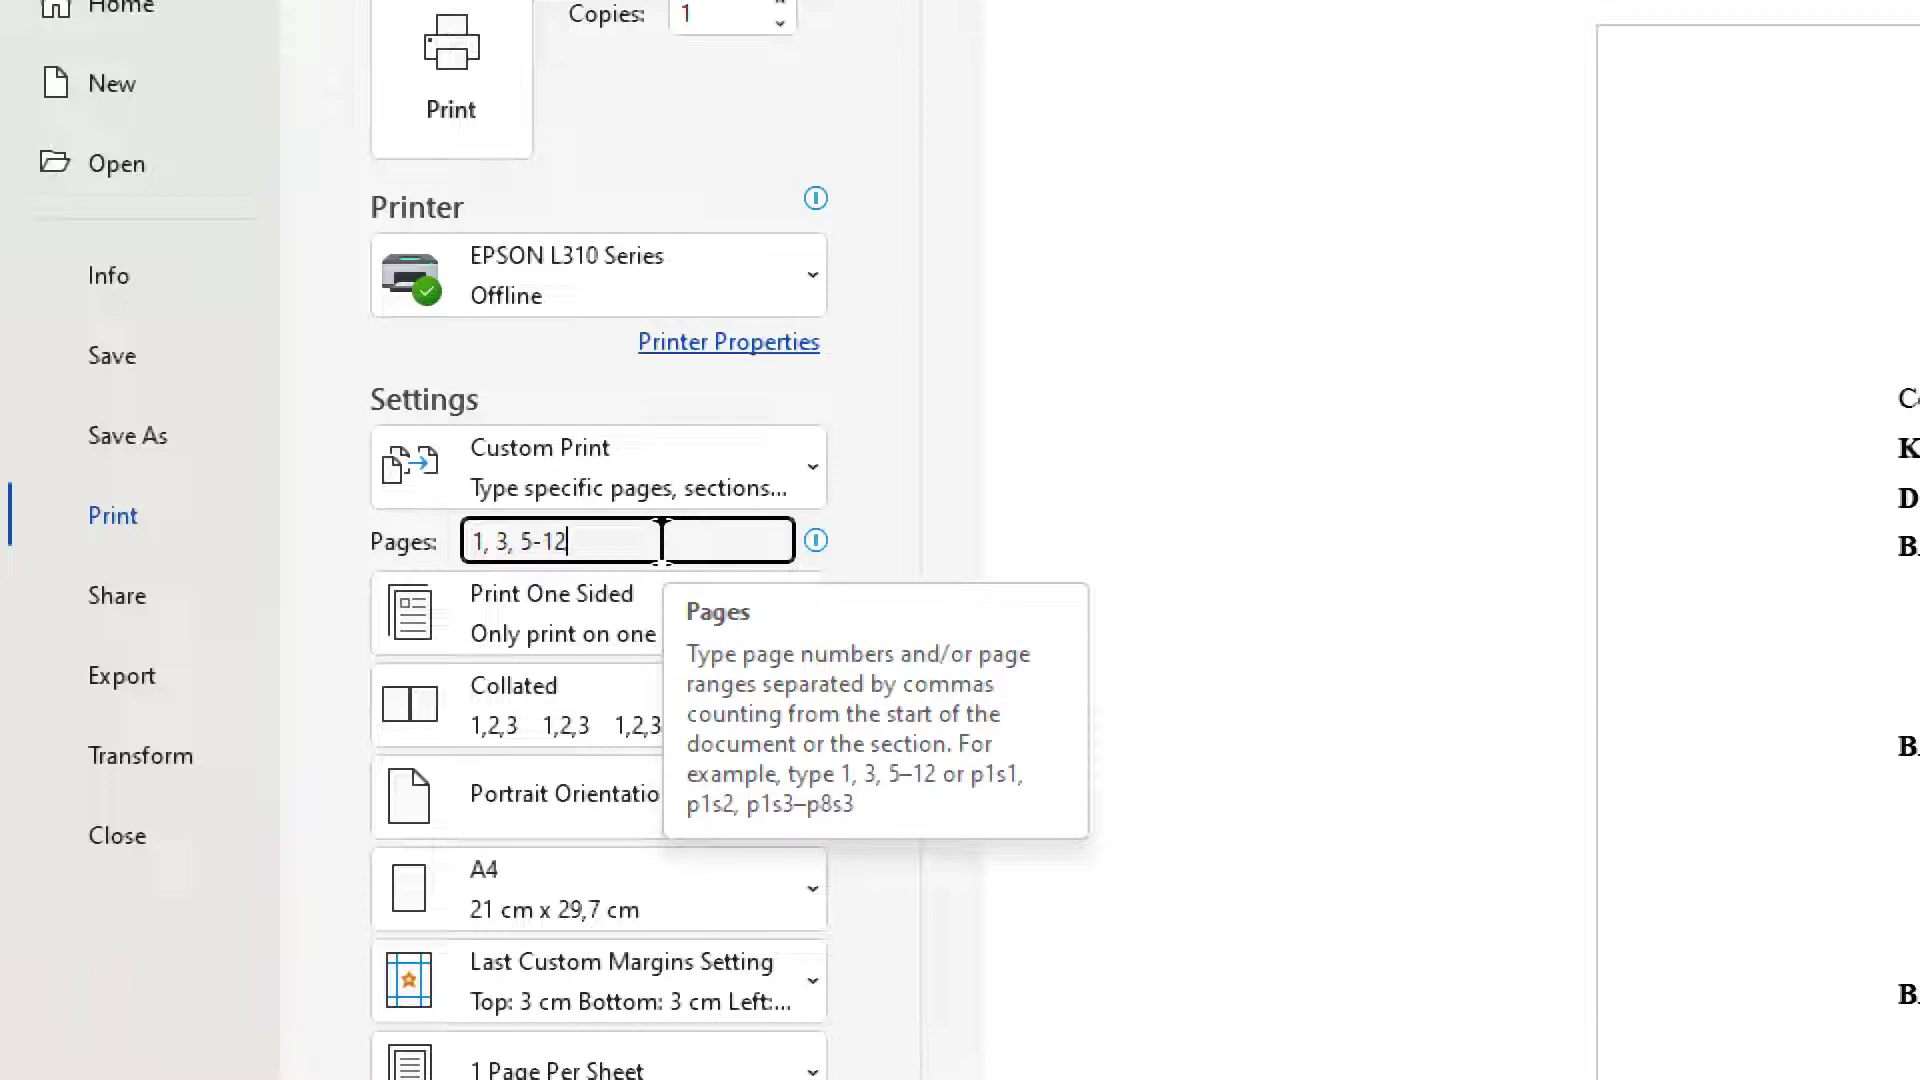 Home
New
Open
Info
Save
Save As
Print
Share
Export
Transform
Close
Copies: 1
Print
Printer
EPSON L310 Series
Offline
Printer Properties
Settings
Custom Print
Type specific pages, sections...
Pages: 1, 3, 5-12
Print One Sided
Only print on one
Collated
1,2,3 1,2,3 1,2,3
Portrait Orientatio
Pages
Type page numbers and/or page
ranges separated by commas
counting from the start of the
document or the section. For
example, type 1, 3, 5–12 or p1s1,
p1s2, p1s3–p8s3
A4
21 cm x 29,7 cm
Last Custom Margins Setting
Top: 3 cm Bottom: 3 cm Left:...
1 Page Per Sheet